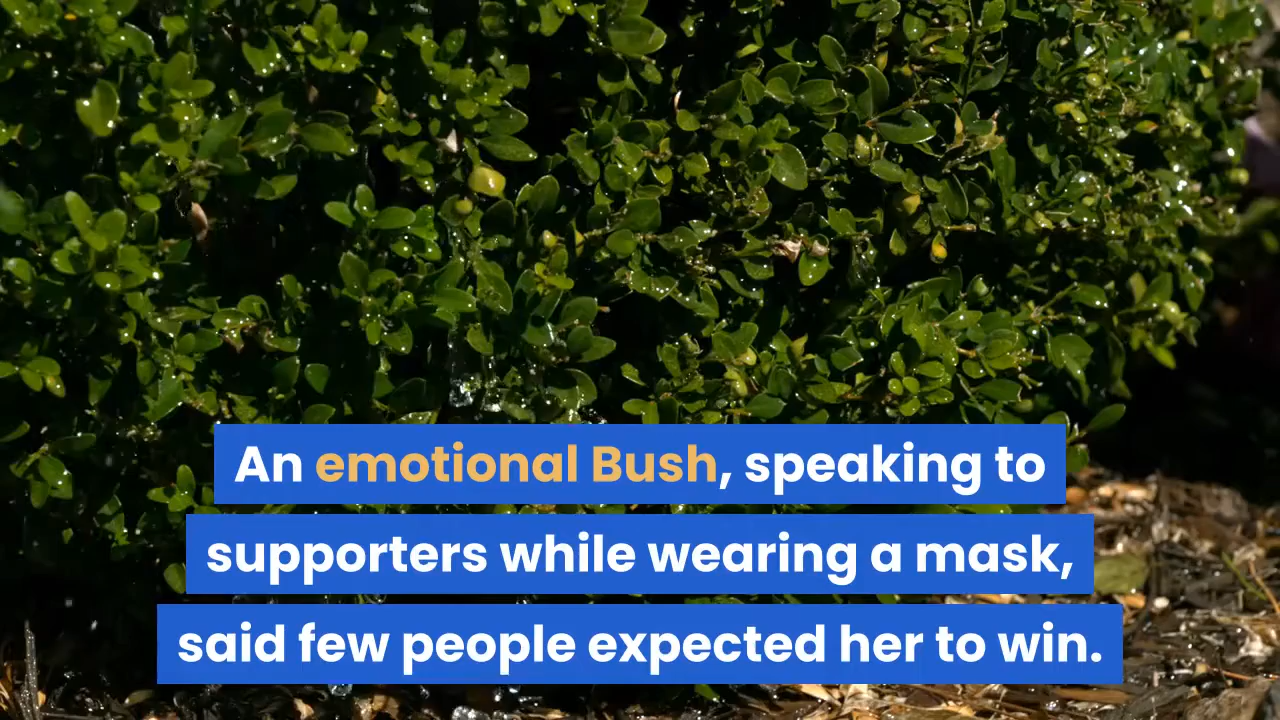 An emotional Bush, speaking to
supporters while wearing a mask,
said few people expected her to win.